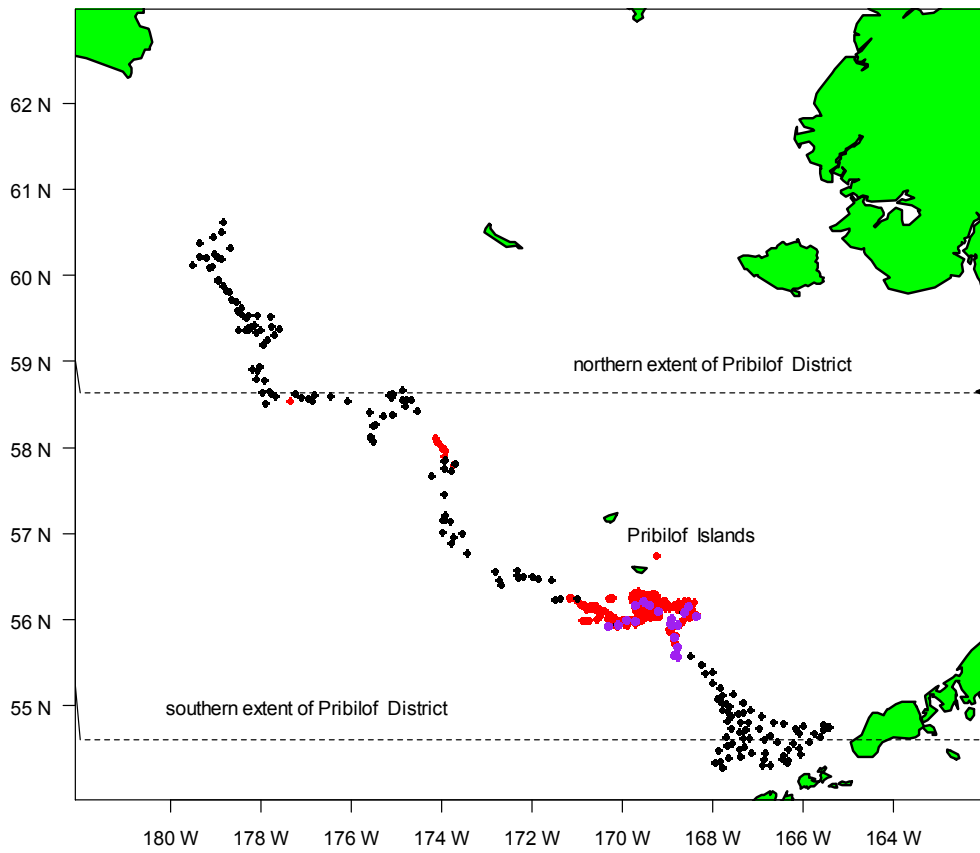 62 N
61 N
60 N
59 N
northern extent of Pribilof District
58 N
57 N
Pribilof Islands
56 N
55 N
southern extent of Pribilof District
180 W 178 W 176 W 174 W 172 W 170 W 168 W 166 W 164 W